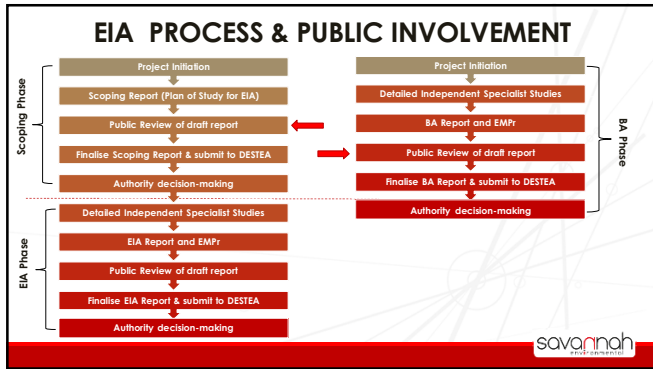 EIA PROCESS & PUBLIC INVOLVEMENT
Scoping Phase
Project Initiation
Scoping Report (Plan of Study for EIA)
Public Review of draft report
Finalise Scoping Report & submit to DESTEA
Authority decision-making
EIA Phase
Detailed Independent Specialist Studies
EIA Report and EMPr
Public Review of draft report
Finalise EIA Report & submit to DESTEA
Authority decision-making
Project Initiation
Detailed Independent Specialist Studies
BA Report and EMPr
Public Review of draft report
Finalise BA Report & submit to DESTEA
Authority decision-making
BA Phase
savannah
environmental